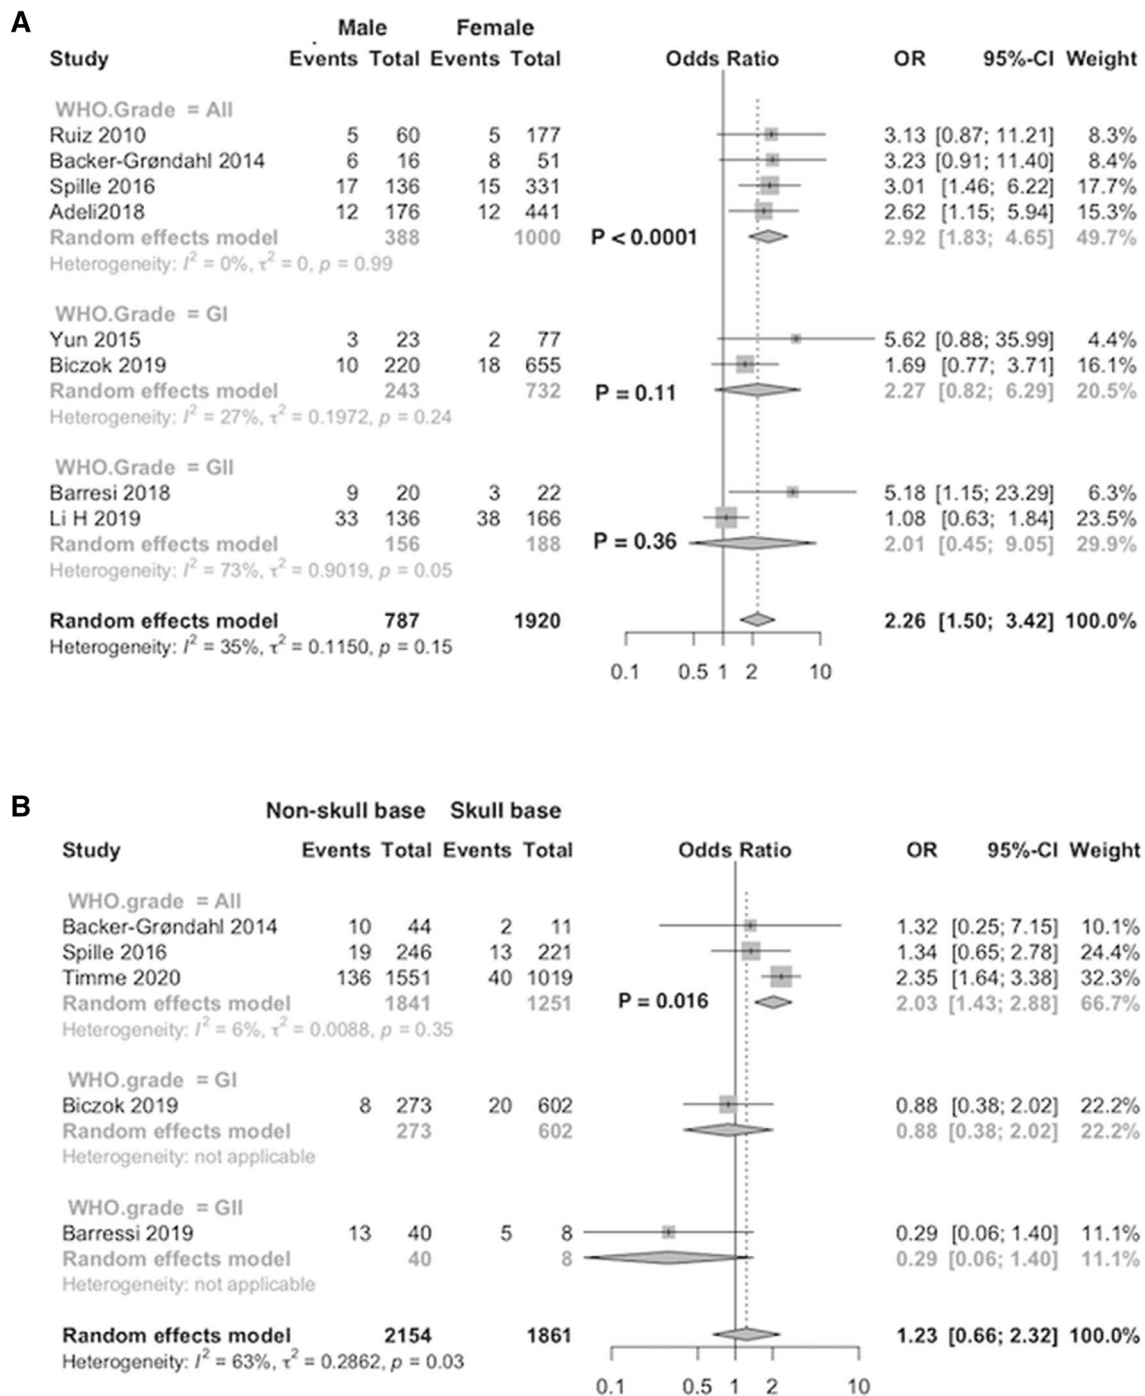 A
Male Female
Study Events Total Events Total Odds Ratio OR 95%-CI Weight
WHO.Grade = All
Ruiz 2010 5 60 5 177 3.13 [0.87; 11.21] 8.3%
Backer-Grøndahl 2014 6 16 8 51 3.23 [0.91; 11.40] 8.4%
Spille 2016 17 136 15 331 3.01 [1.46; 6.22] 17.7%
Adeli2018 12 176 12 441 2.62 [1.15; 5.94] 15.3%
Random effects model 388 1000 P < 0.0001 2.92 [1.83; 4.65] 49.7%
Heterogeneity: I² = 0%, τ² = 0, p = 0.99
WHO.Grade = GI
Yun 2015 3 23 2 77 5.62 [0.88; 35.99] 4.4%
Biczok 2019 10 220 18 655 1.69 [0.77; 3.71] 16.1%
Random effects model 243 732 P = 0.11 2.27 [0.82; 6.29] 20.5%
Heterogeneity: I² = 27%, τ² = 0.1972, p = 0.24
WHO.Grade = GII
Barresi 2018 9 20 3 22 5.18 [1.15; 23.29] 6.3%
Li H 2019 33 136 38 166 1.08 [0.63; 1.84] 23.5%
Random effects model 156 188 P = 0.36 2.01 [0.45; 9.05] 29.9%
Heterogeneity: I² = 73%, τ² = 0.9019, p = 0.05
Random effects model 787 1920 2.26 [1.50; 3.42] 100.0%
Heterogeneity: I² = 35%, τ² = 0.1150, p = 0.15
0.1 0.5 1 2 10
B
Non-skull base Skull base
Study Events Total Events Total Odds Ratio OR 95%-CI Weight
WHO.grade = All
Backer-Grøndahl 2014 10 44 2 11 1.32 [0.25; 7.15] 10.1%
Spille 2016 19 246 13 221 1.34 [0.65; 2.78] 24.4%
Timme 2020 136 1551 40 1019 2.35 [1.64; 3.38] 32.3%
Random effects model 1841 1251 P = 0.016 2.03 [1.43; 2.88] 66.7%
Heterogeneity: I² = 6%, τ² = 0.0088, p = 0.35
WHO.grade = GI
Biczok 2019 8 273 20 602 0.88 [0.38; 2.02] 22.2%
Random effects model 273 602 0.88 [0.38; 2.02] 22.2%
Heterogeneity: not applicable
WHO.grade = GII
Barressi 2019 13 40 5 8 0.29 [0.06; 1.40] 11.1%
Random effects model 40 8 0.29 [0.06; 1.40] 11.1%
Heterogeneity: not applicable
Random effects model 2154 1861 1.23 [0.66; 2.32] 100.0%
Heterogeneity: I² = 63%, τ² = 0.2862, p = 0.03
0.1 0.5 1 2 10